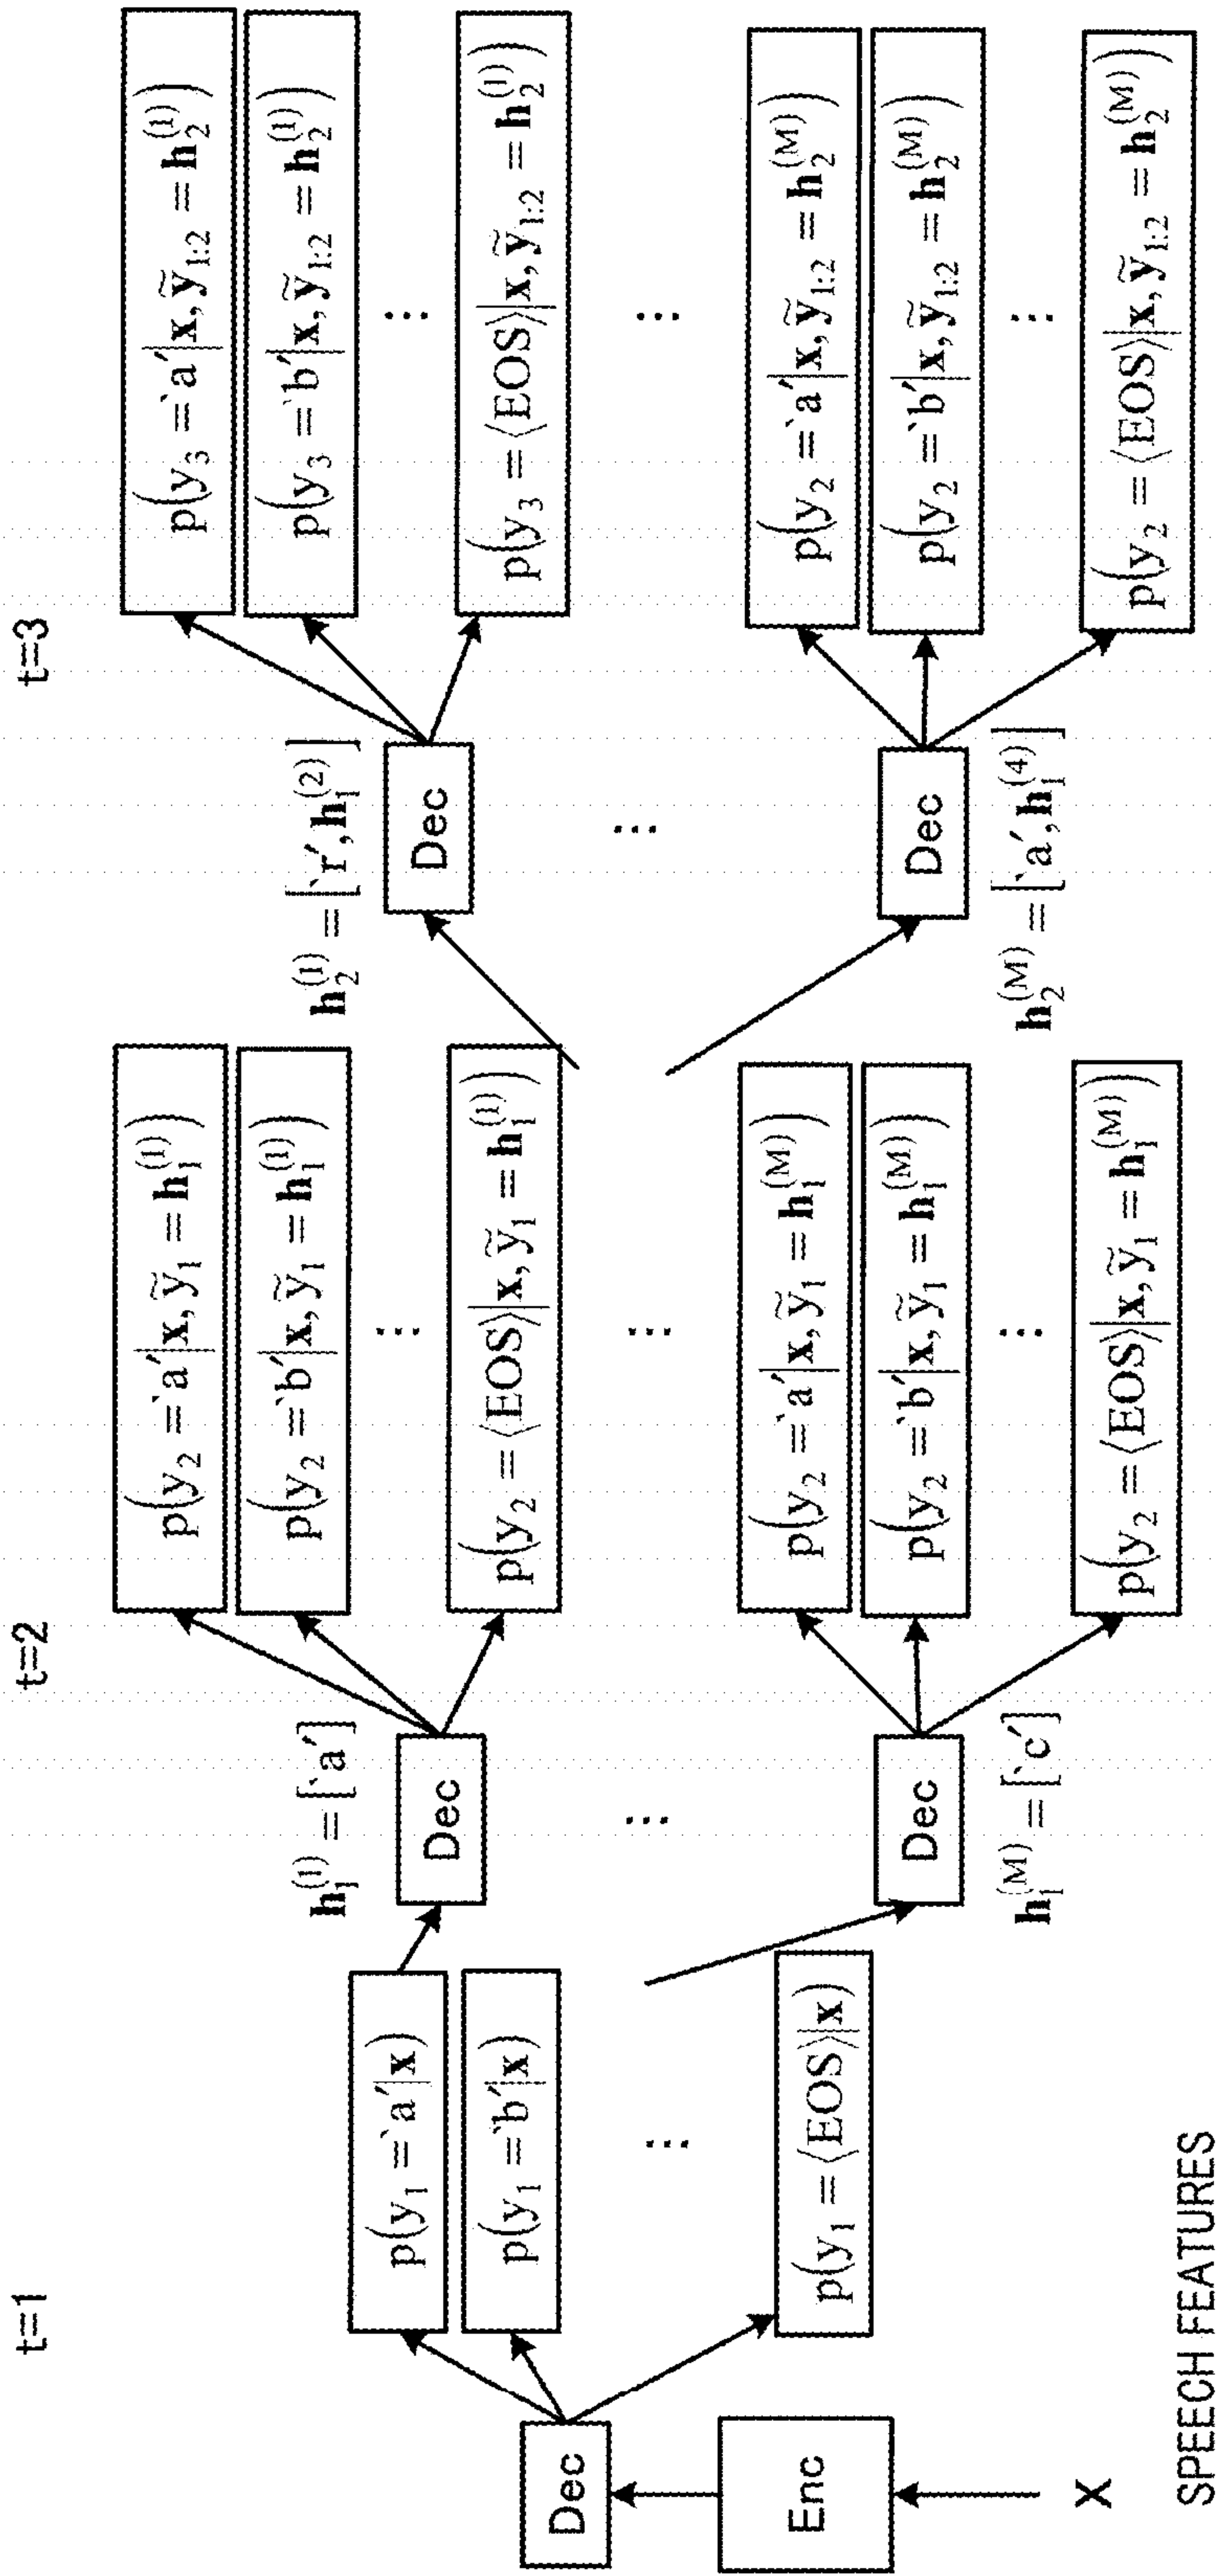 t=1
t=2
t=3
X
SPEECH FEATURES
Enc
Dec
p(y₁=`a′|x)
p(y₁=`b′|x)
...
p(y₁=⟨EOS⟩|x)
h₁⁽¹⁾=[`a′]
Dec
...
Dec
h₁⁽ᴹ⁾=[`c′]
p(y₂=`a′|x,ỹ₁=h₁⁽¹⁾)
p(y₂=`b′|x,ỹ₁=h₁⁽¹⁾)
...
p(y₂=⟨EOS⟩|x,ỹ₁=h₁⁽¹⁾)
...
p(y₂=`a′|x,ỹ₁=h₁⁽ᴹ⁾)
p(y₂=`b′|x,ỹ₁=h₁⁽ᴹ⁾)
...
p(y₂=⟨EOS⟩|x,ỹ₁=h₁⁽ᴹ⁾)
h₂⁽¹⁾=[`r′,h₁⁽²⁾]
Dec
...
Dec
h₂⁽ᴹ⁾=[`a′,h₁⁽⁴⁾]
p(y₃=`a′|x,ỹ₁:₂=h₂⁽¹⁾)
p(y₃=`b′|x,ỹ₁:₂=h₂⁽¹⁾)
...
p(y₃=⟨EOS⟩|x,ỹ₁:₂=h₂⁽¹⁾)
...
p(y₂=`a′|x,ỹ₁:₂=h₂⁽ᴹ⁾)
p(y₂=`b′|x,ỹ₁:₂=h₂⁽ᴹ⁾)
...
p(y₂=⟨EOS⟩|x,ỹ₁:₂=h₂⁽ᴹ⁾)